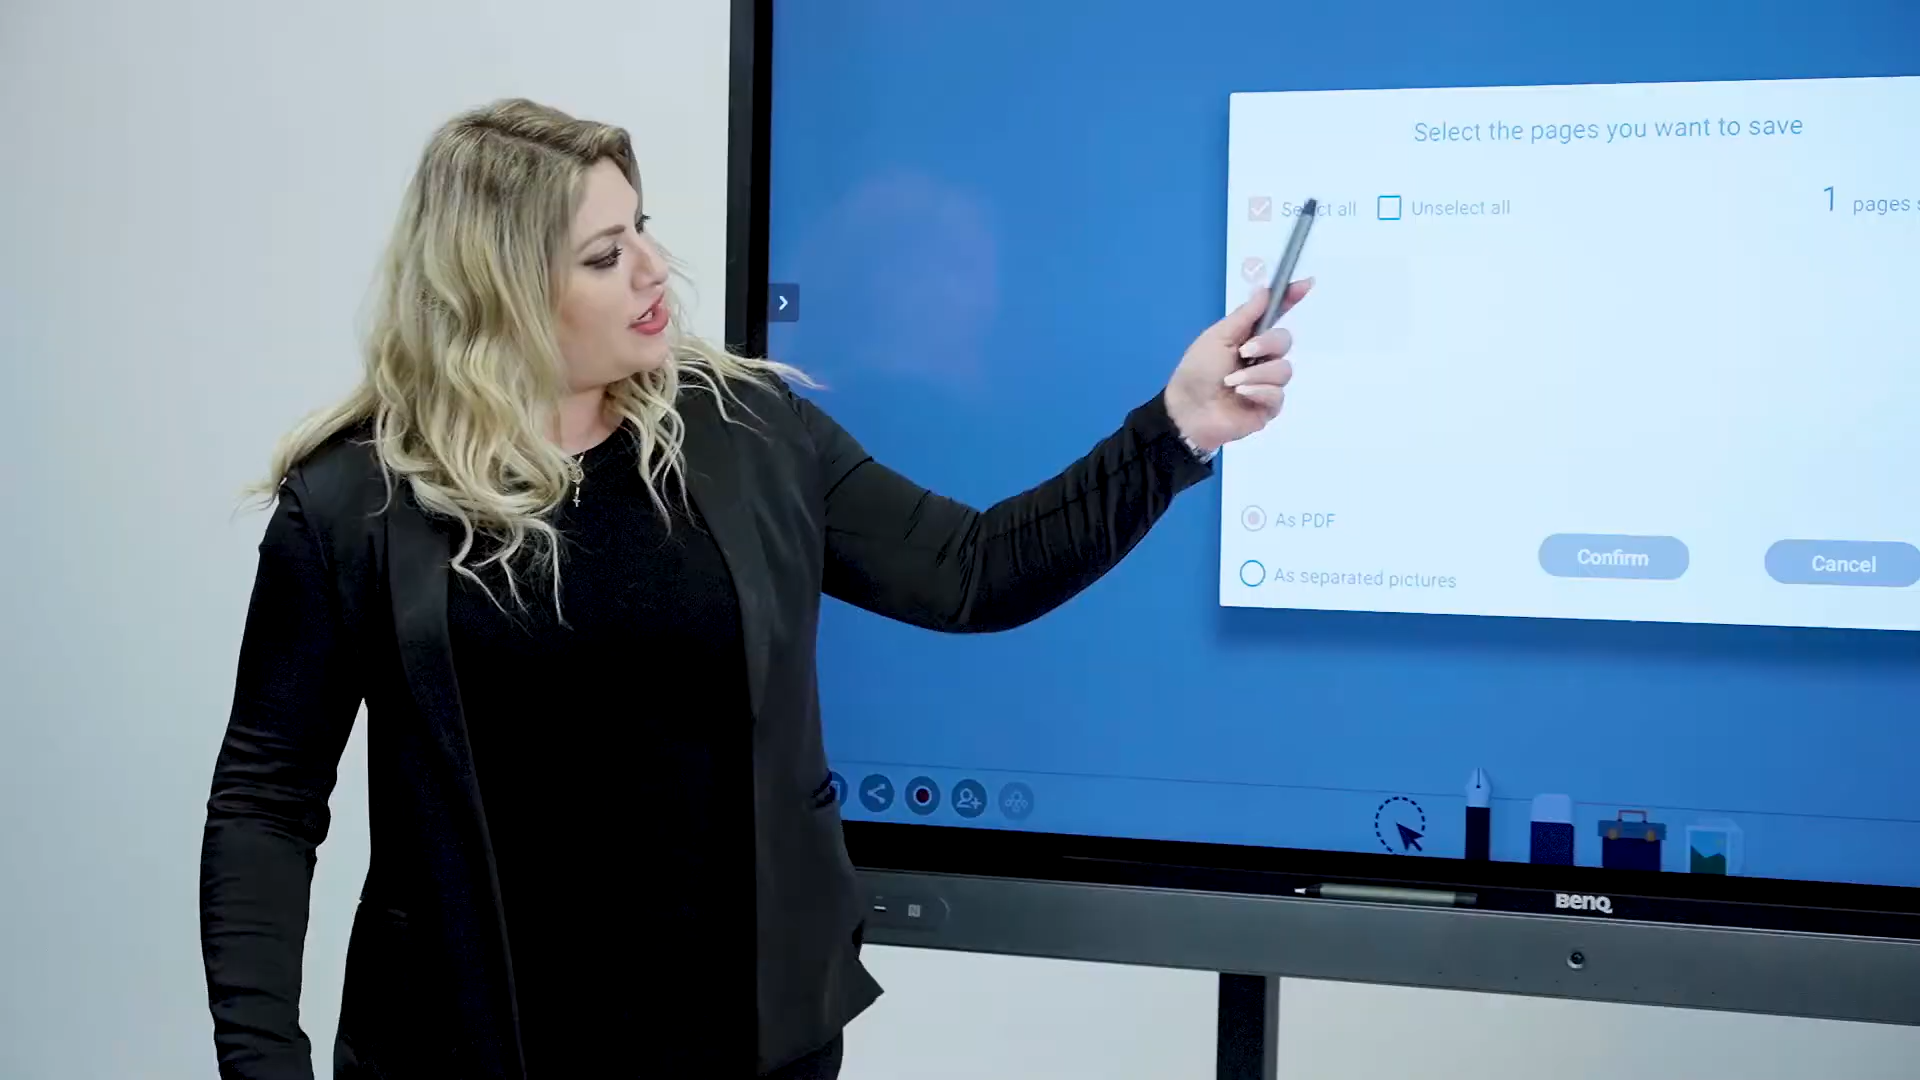 Select the pages you want to save
Select all
Unselect all
1 pages
As PDF
As separated pictures
Confirm
Cancel
BenQ